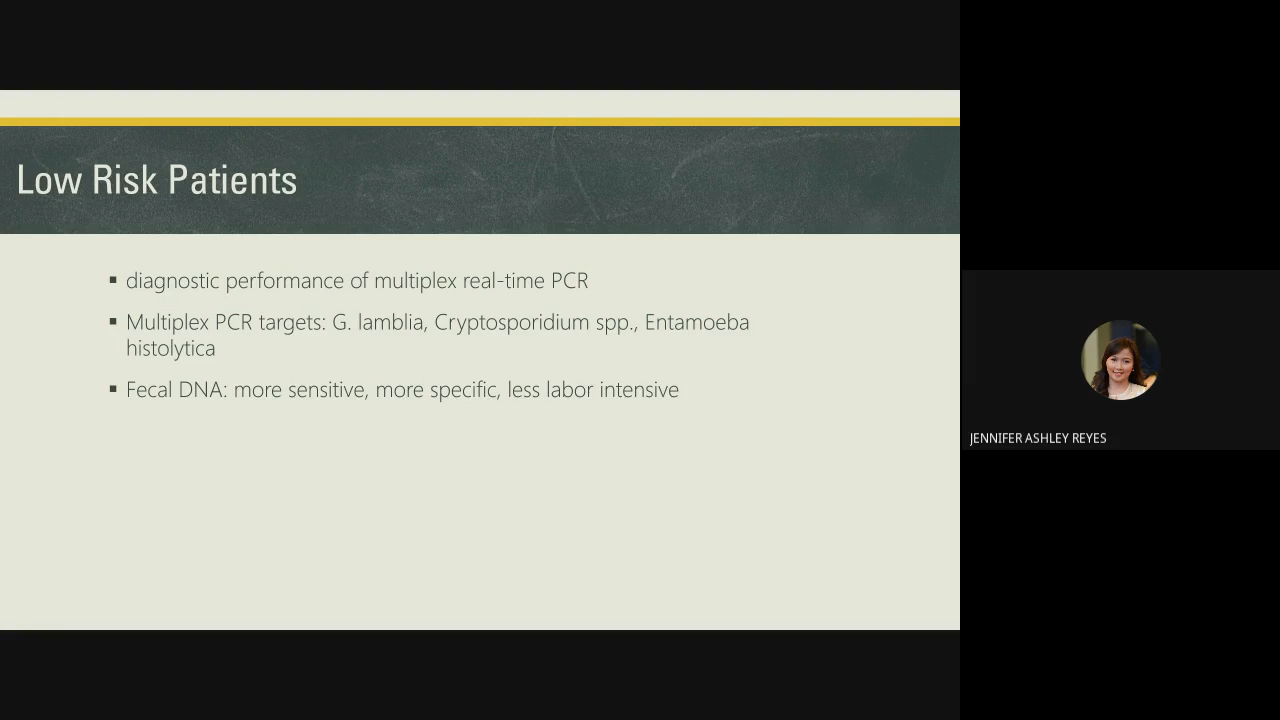 Low Risk Patients
▪ diagnostic performance of multiplex real-time PCR
▪ Multiplex PCR targets: G. lamblia, Cryptosporidium spp., Entamoeba
histolytica
▪ Fecal DNA: more sensitive, more specific, less labor intensive
JENNIFER ASHLEY REYES